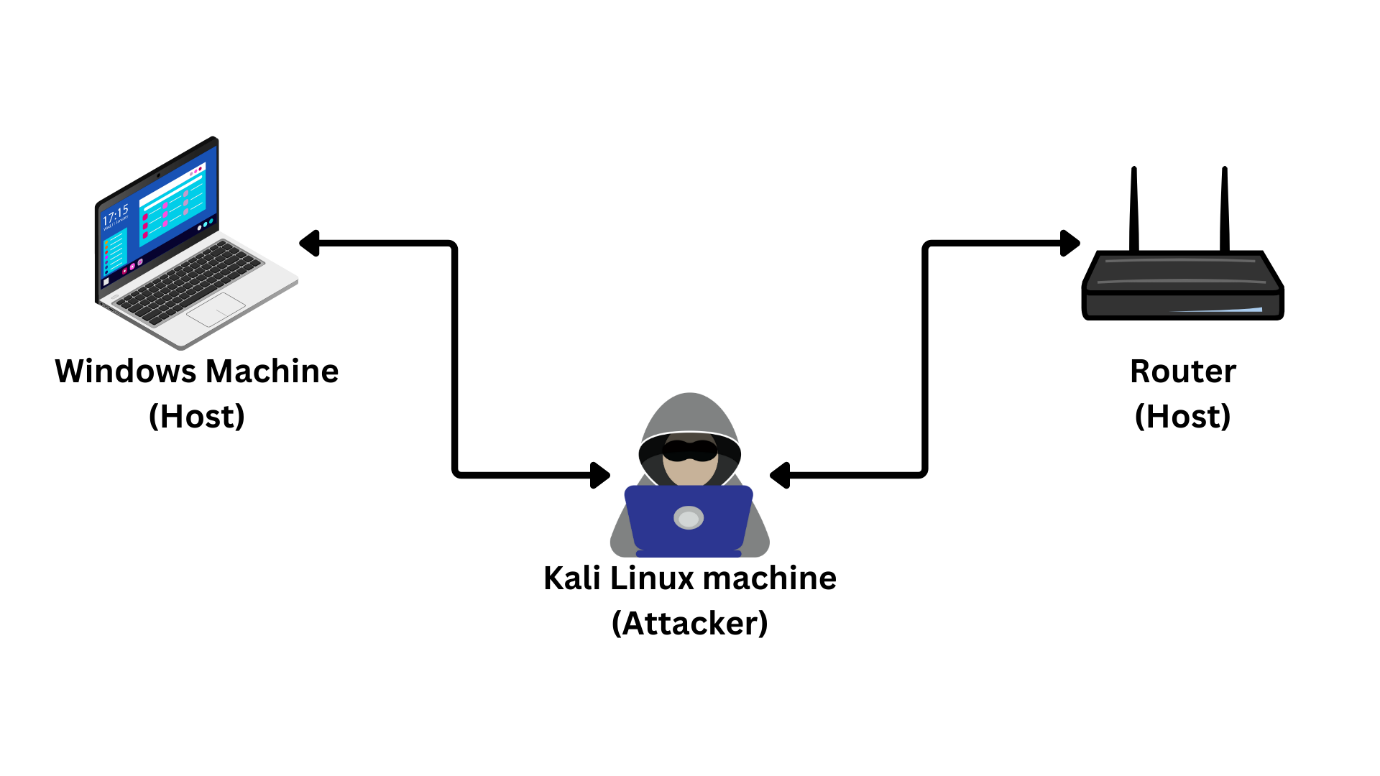 17:15
Windows Machine
(Host)
Router
(Host)
Kali Linux machine
(Attacker)